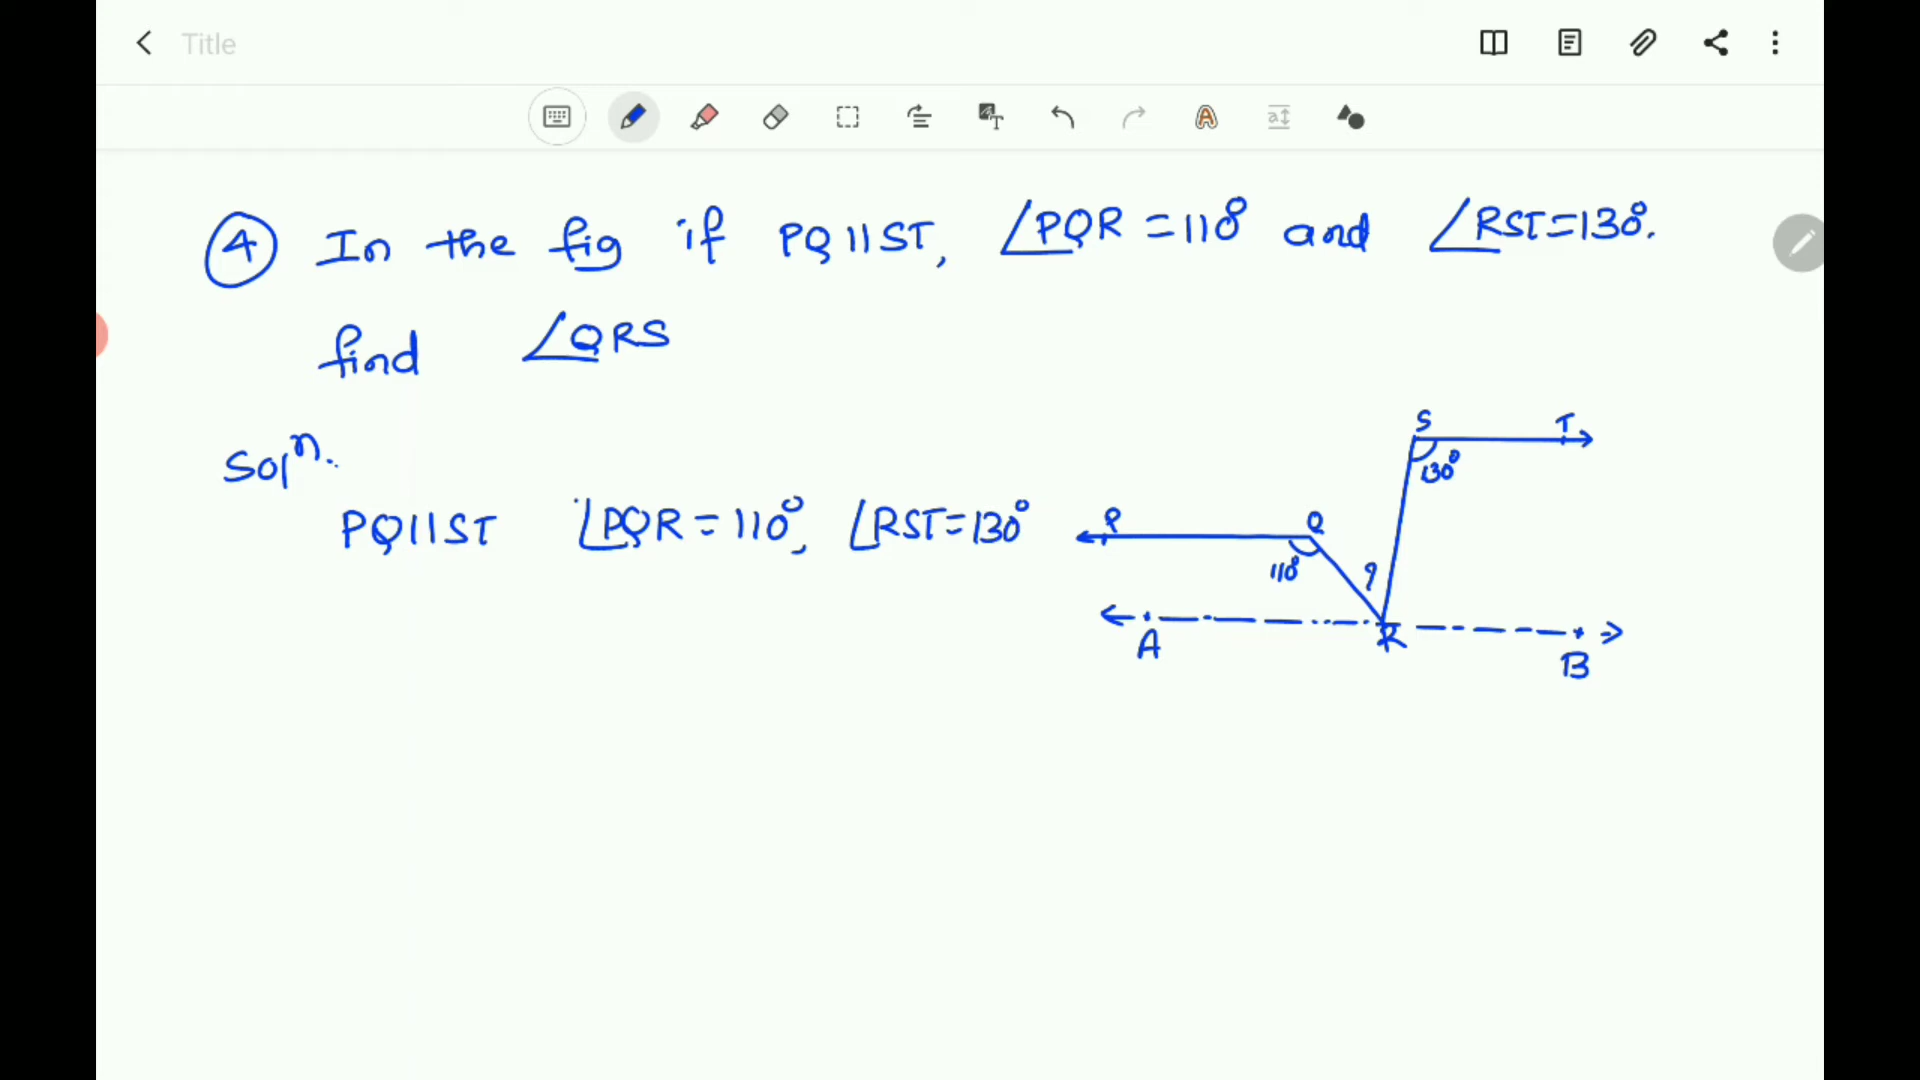 Title
④ In the fig if PQ||ST, ∠PQR = 110° and ∠RST=130°.
find ∠QRS
Solⁿ.
PQ||ST ∠PQR = 110°, ∠RST=130°
S T
130°
P Q
110° ?
A R B